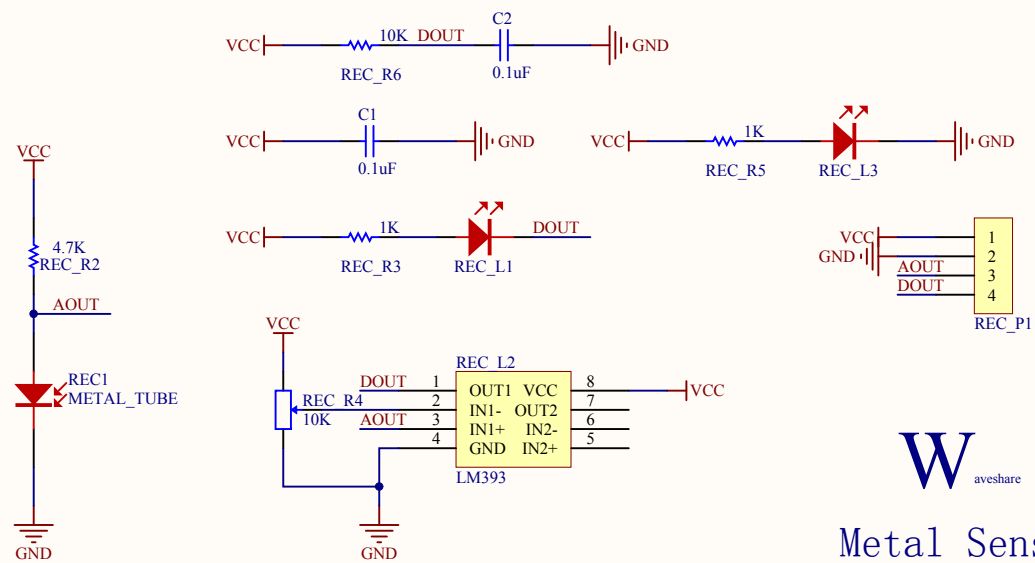 C2
VCC 10K DOUT GND
REC_R6 0.1uF
C1
VCC GND
0.1uF
VCC 1K GND
REC_R5 REC_L3
VCC
4.7K
REC_R2
AOUT
REC1
METAL_TUBE
GND
VCC 1K DOUT
REC_R3 REC_L1
VCC 1
GND 2
AOUT 3
DOUT 4
REC_P1
VCC
REC_R4
10K
GND
REC_L2
DOUT 1 OUT1 VCC 8 VCC
2 IN1- OUT2 7
AOUT 3 IN1+ IN2- 6
4 GND IN2+ 5
LM393
Waveshare
Metal Sens